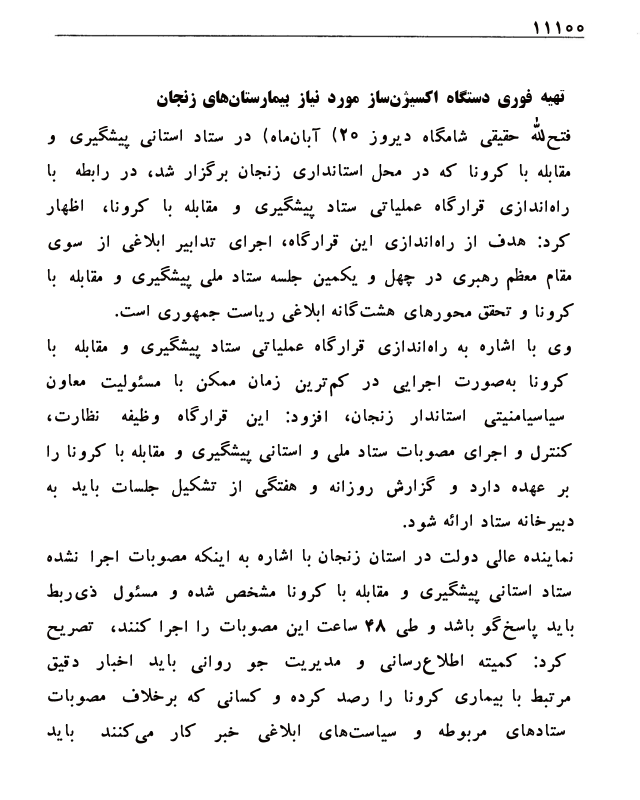 ۱۱۱۰۰
تهیه فوری دستگاه اکسیژن‌ساز مورد نیاز بیمارستان‌های زنجان
فتح‌الله حقیقی شامگاه دیروز ۲۰) آبان‌ماه) در ستاد استانی پیشگیری و
مقابله با کرونا که در محل استانداری زنجان برگزار شد، در رابطه با
راه‌اندازی قرارگاه عملیاتی ستاد پیشگیری و مقابله با کرونا، اظهار
کرد: هدف از راه‌اندازی این قرارگاه، اجرای تدابیر ابلاغی از سوی
مقام معظم رهبری در چهل و یکمین جلسه ستاد ملی پیشگیری و مقابله با
کرونا و تحقق محورهای هشت‌گانه ابلاغی ریاست جمهوری است.
وی با اشاره به راه‌اندازی قرارگاه عملیاتی ستاد پیشگیری و مقابله با
کرونا به‌صورت اجرایی در کم‌ترین زمان ممکن با مسئولیت معاون
سیاسیامنیتی استاندار زنجان، افزود: این قرارگاه وظیفه نظارت،
کنترل و اجرای مصوبات ستاد ملی و استانی پیشگیری و مقابله با کرونا را
بر عهده دارد و گزارش روزانه و هفتگی از تشکیل جلسات باید به
دبیرخانه ستاد ارائه شود.
نماینده عالی دولت در استان زنجان با اشاره به اینکه مصوبات اجرا نشده
ستاد استانی پیشگیری و مقابله با کرونا مشخص شده و مسئول ذی‌ربط
باید پاسخ‌گو باشد و طی ۴۸ ساعت این مصوبات را اجرا کنند، تصریح
کرد: کمیته اطلاع‌رسانی و مدیریت جو روانی باید اخبار دقیق
مرتبط با بیماری کرونا را رصد کرده و کسانی که برخلاف مصوبات
ستادهای مربوطه و سیاست‌های ابلاغی خبر کار می‌کنند باید